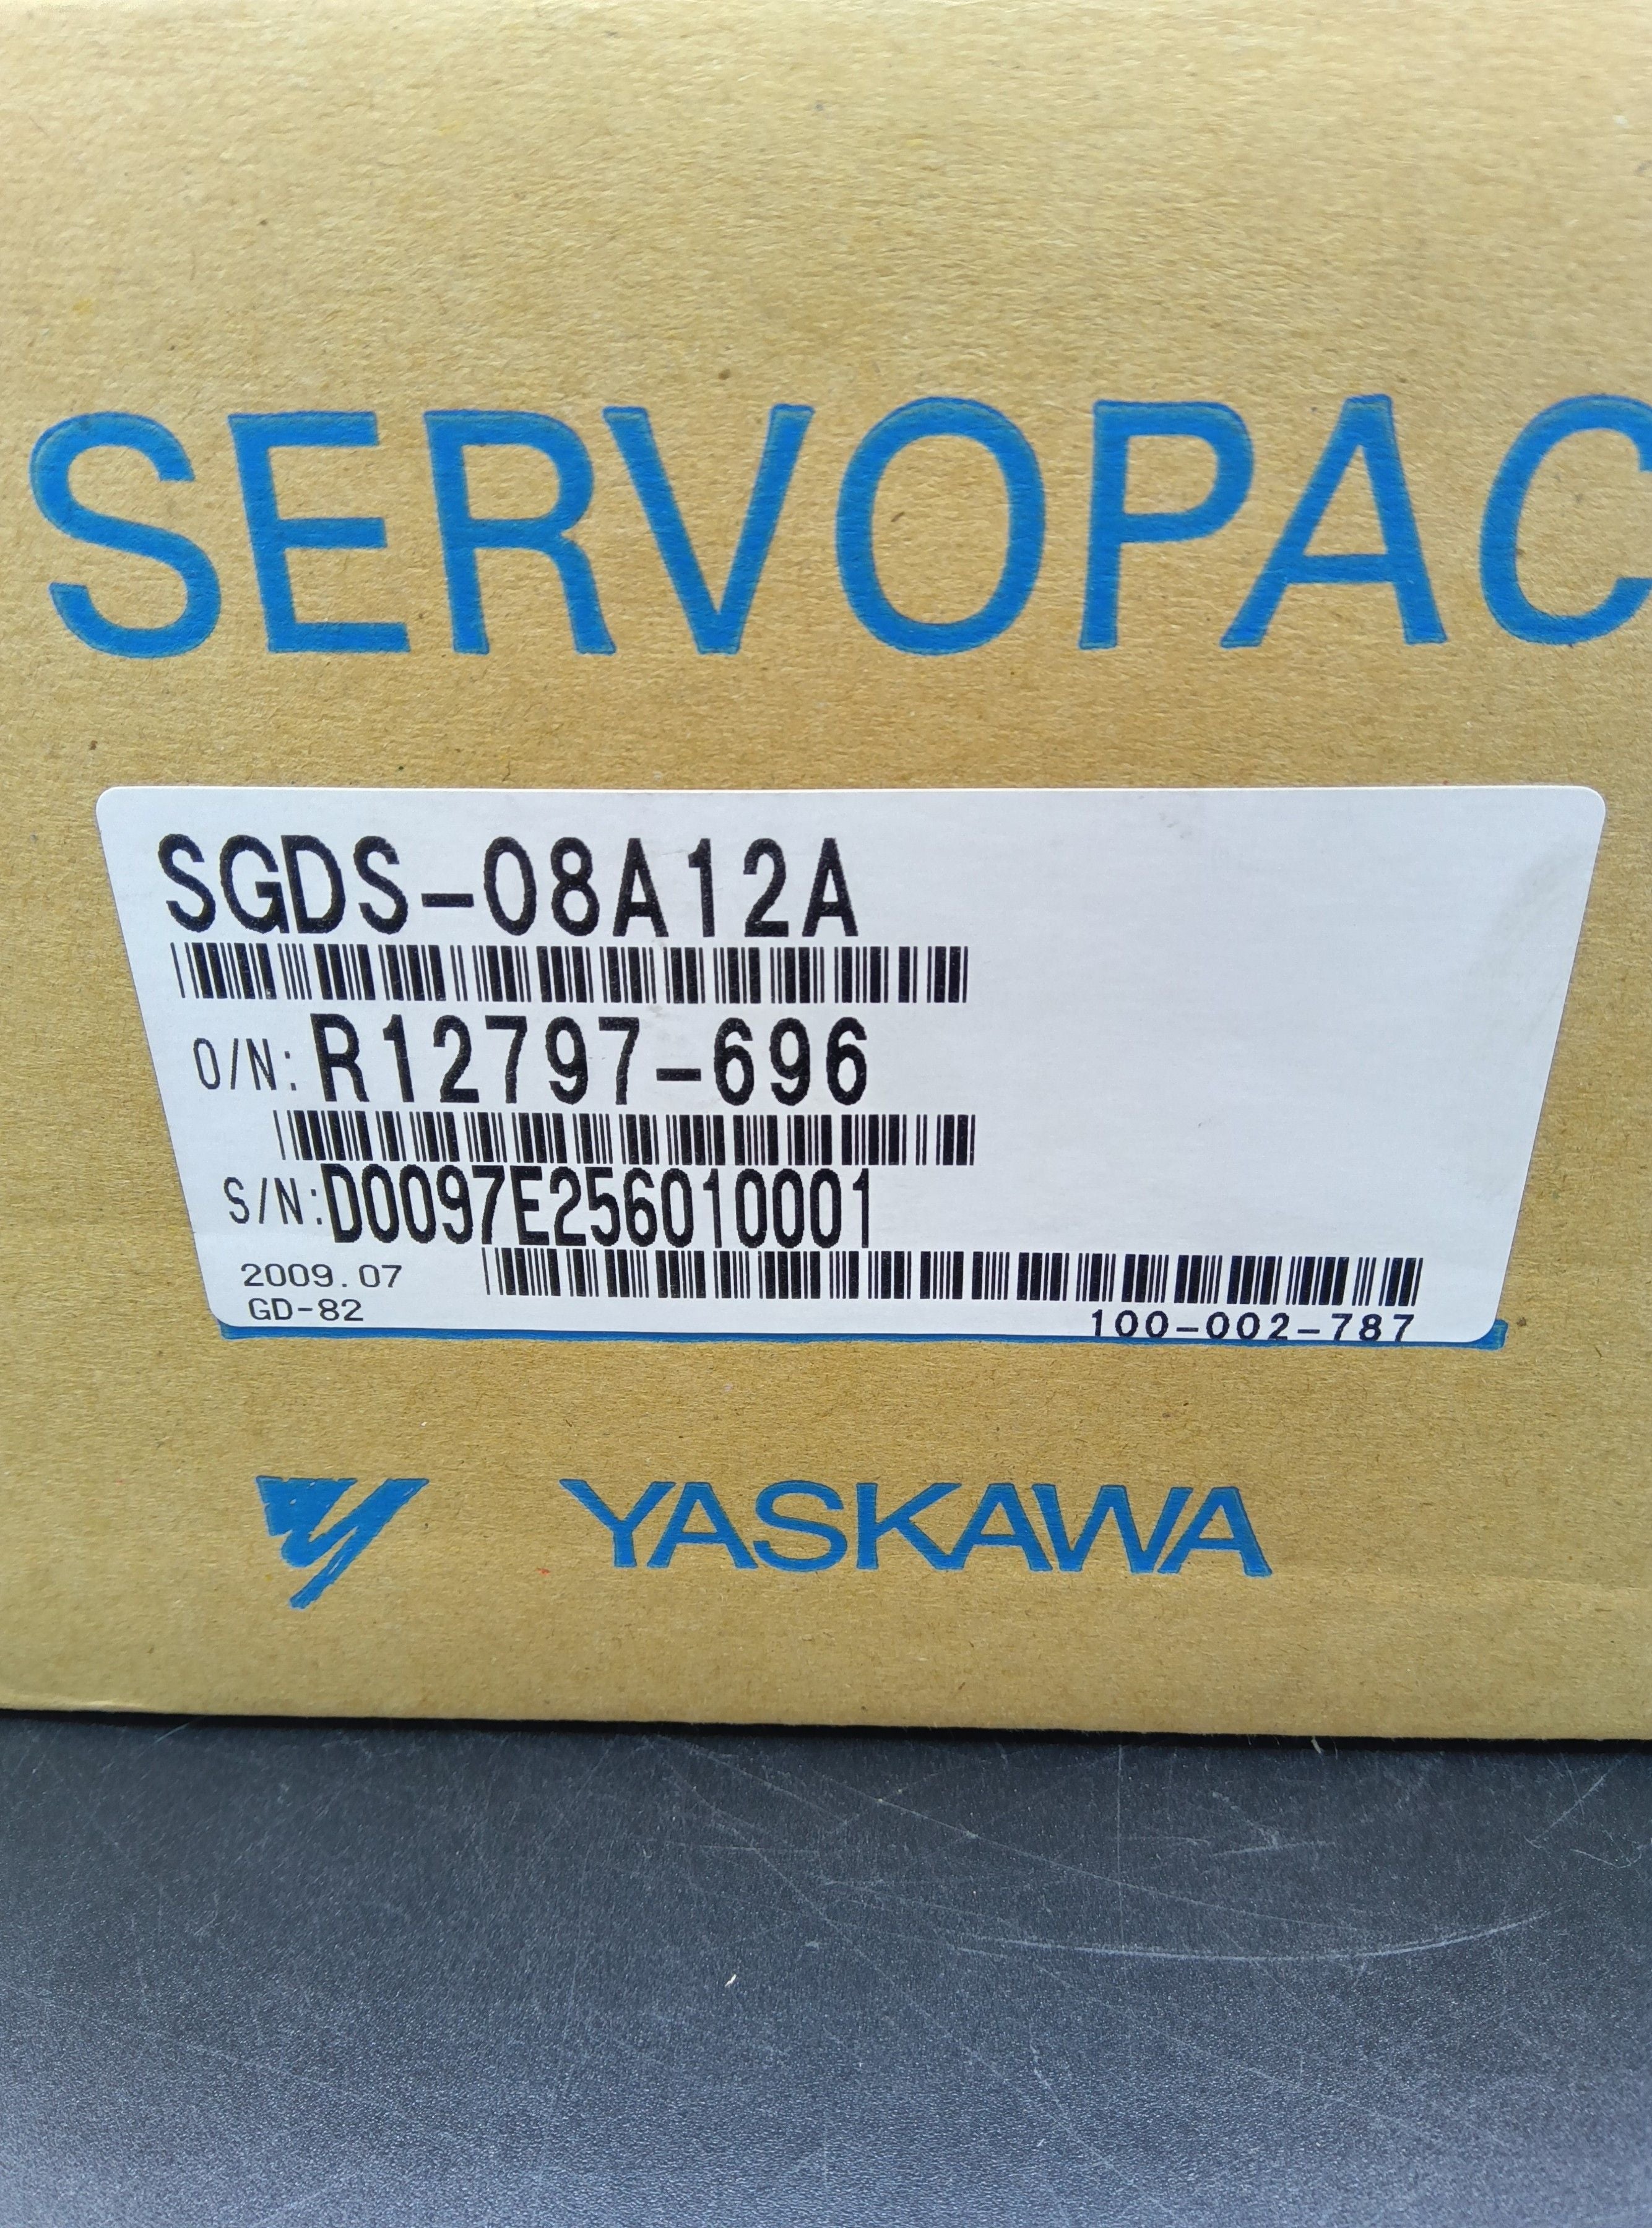 SERVOPAC
SGDS-08A12A
O/N: R12797-696
S/N: D0097E256010001
2009.07
GD-82
100-002-787
YASKAWA